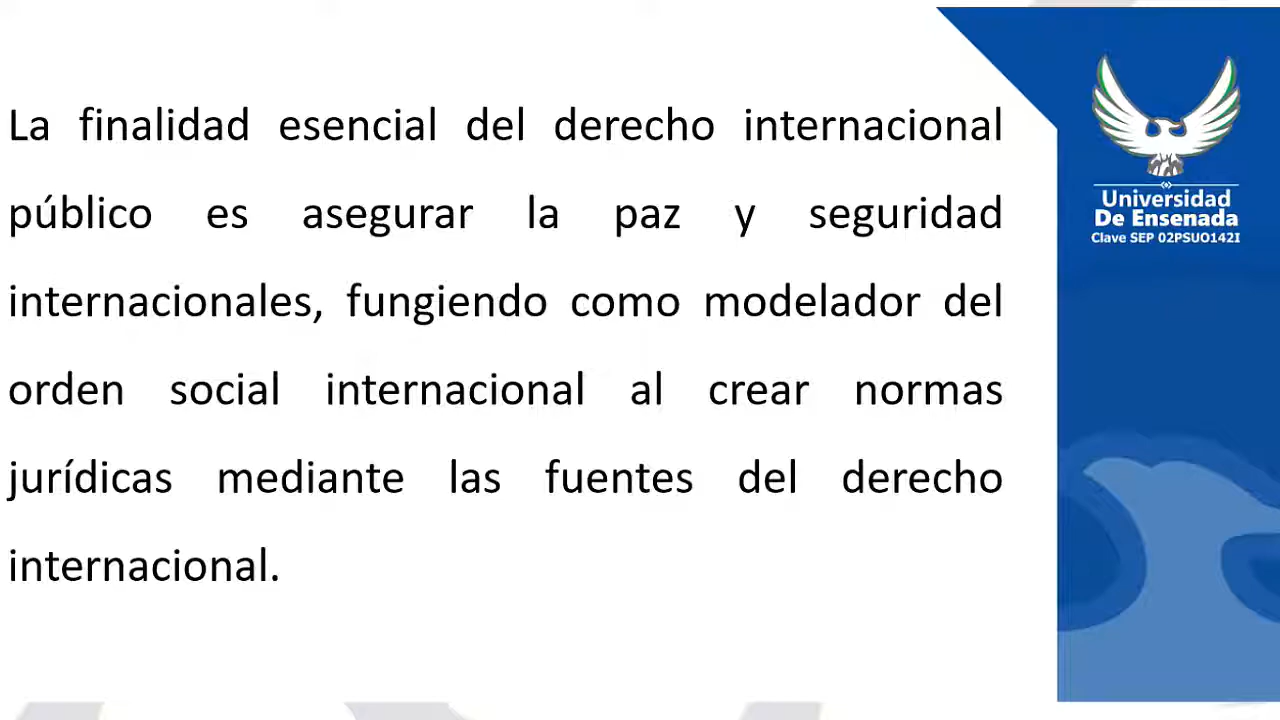 La finalidad esencial del derecho internacional
público es asegurar la paz y seguridad
internacionales, fungiendo como modelador del
orden social internacional al crear normas
jurídicas mediante las fuentes del derecho
internacional.
Universidad
De Ensenada
Clave SEP 02PSUO142I